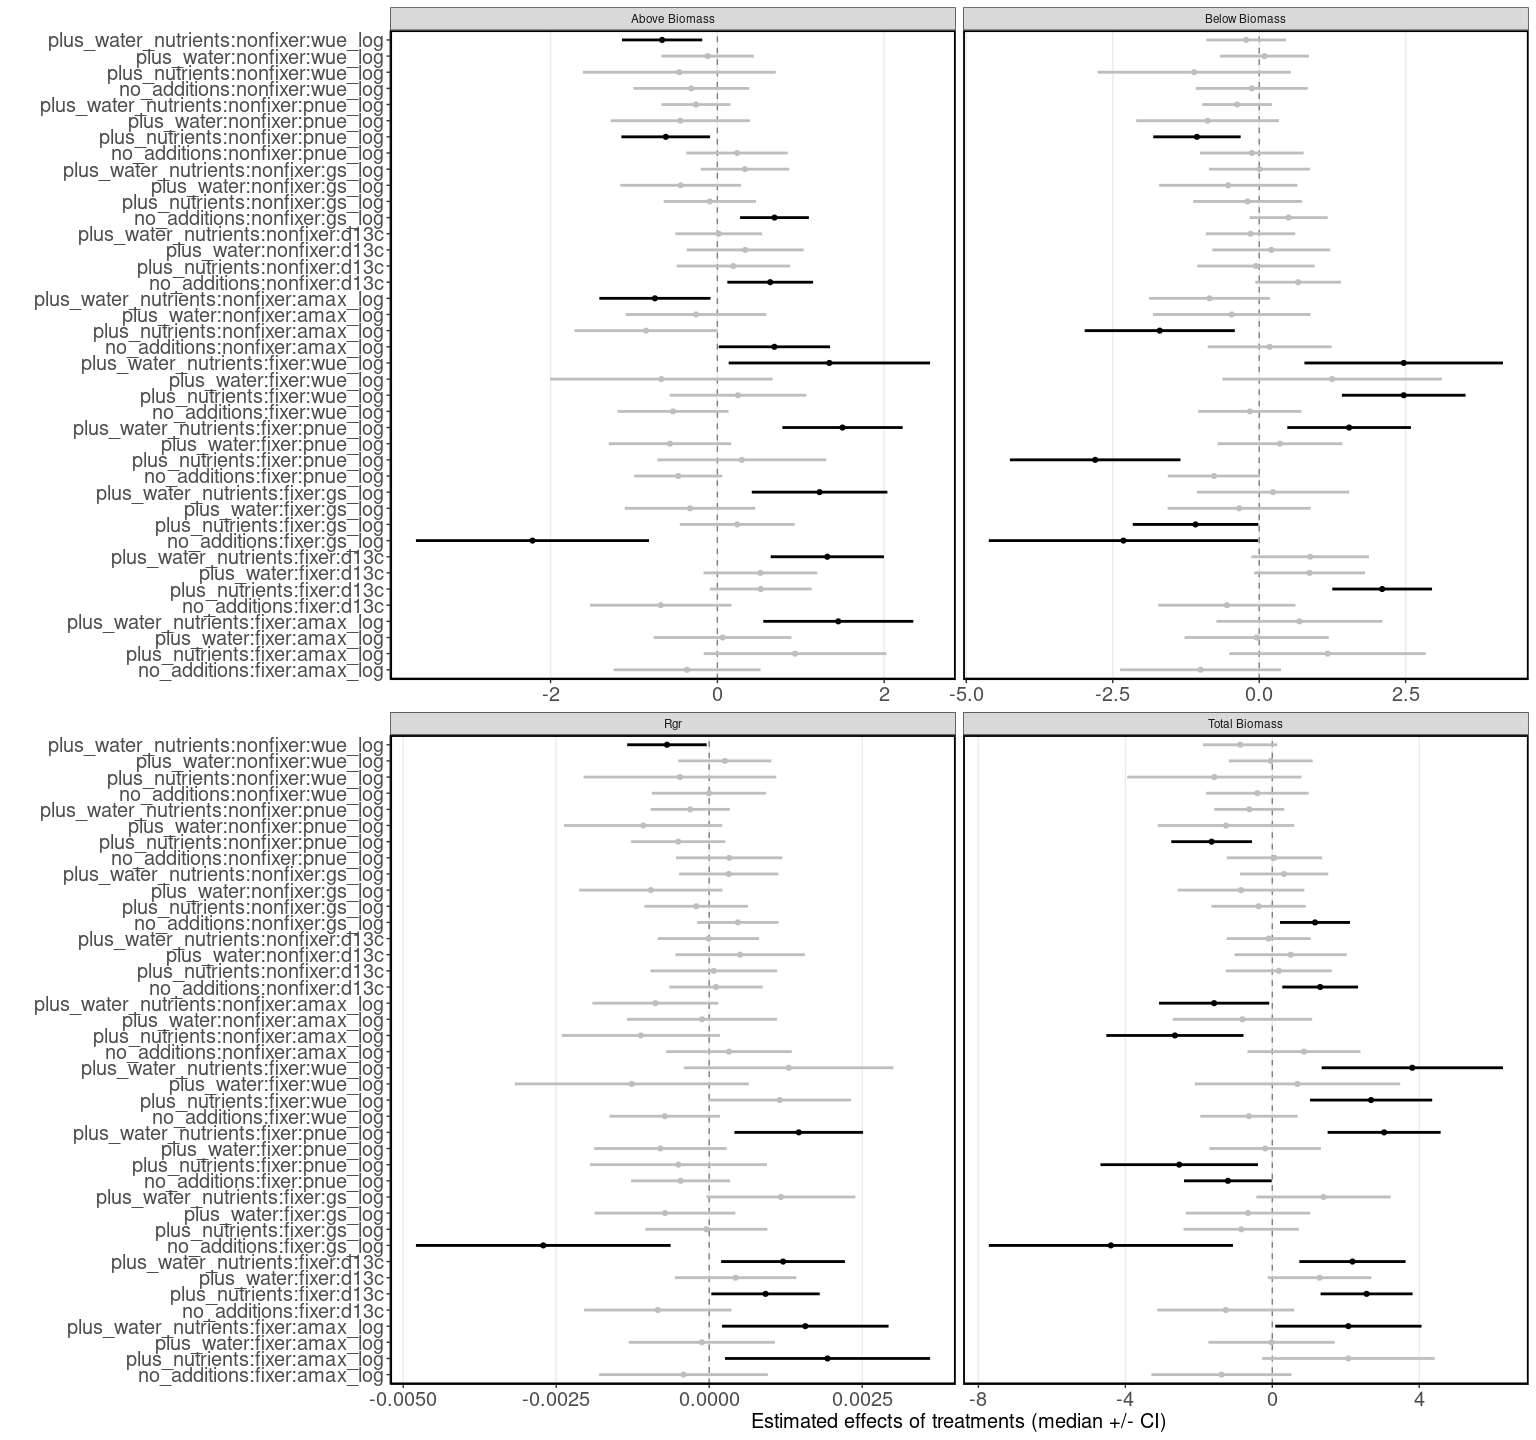 Above Biomass
Below Biomass
plus_water_nutrients:nonfixer:wue_log
plus_water:nonfixer:wue_log
plus_nutrients:nonfixer:wue_log
no_additions:nonfixer:wue_log
plus_water_nutrients:nonfixer:pnue_log
plus_water:nonfixer:pnue_log
plus_nutrients:nonfixer:pnue_log
no_additions:nonfixer:pnue_log
plus_water_nutrients:nonfixer:gs_log
plus_water:nonfixer:gs_log
plus_nutrients:nonfixer:gs_log
no_additions:nonfixer:gs_log
plus_water_nutrients:nonfixer:d13c
plus_water:nonfixer:d13c
plus_nutrients:nonfixer:d13c
no_additions:nonfixer:d13c
plus_water_nutrients:nonfixer:amax_log
plus_water:nonfixer:amax_log
plus_nutrients:nonfixer:amax_log
no_additions:nonfixer:amax_log
plus_water_nutrients:fixer:wue_log
plus_water:fixer:wue_log
plus_nutrients:fixer:wue_log
no_additions:fixer:wue_log
plus_water_nutrients:fixer:pnue_log
plus_water:fixer:pnue_log
plus_nutrients:fixer:pnue_log
no_additions:fixer:pnue_log
plus_water_nutrients:fixer:gs_log
plus_water:fixer:gs_log
plus_nutrients:fixer:gs_log
no_additions:fixer:gs_log
plus_water_nutrients:fixer:d13c
plus_water:fixer:d13c
plus_nutrients:fixer:d13c
no_additions:fixer:d13c
plus_water_nutrients:fixer:amax_log
plus_water:fixer:amax_log
plus_nutrients:fixer:amax_log
no_additions:fixer:amax_log
-2 0 2
-5.0 -2.5 0.0 2.5
Rgr
Total Biomass
plus_water_nutrients:nonfixer:wue_log
plus_water:nonfixer:wue_log
plus_nutrients:nonfixer:wue_log
no_additions:nonfixer:wue_log
plus_water_nutrients:nonfixer:pnue_log
plus_water:nonfixer:pnue_log
plus_nutrients:nonfixer:pnue_log
no_additions:nonfixer:pnue_log
plus_water_nutrients:nonfixer:gs_log
plus_water:nonfixer:gs_log
plus_nutrients:nonfixer:gs_log
no_additions:nonfixer:gs_log
plus_water_nutrients:nonfixer:d13c
plus_water:nonfixer:d13c
plus_nutrients:nonfixer:d13c
no_additions:nonfixer:d13c
plus_water_nutrients:nonfixer:amax_log
plus_water:nonfixer:amax_log
plus_nutrients:nonfixer:amax_log
no_additions:nonfixer:amax_log
plus_water_nutrients:fixer:wue_log
plus_water:fixer:wue_log
plus_nutrients:fixer:wue_log
no_additions:fixer:wue_log
plus_water_nutrients:fixer:pnue_log
plus_water:fixer:pnue_log
plus_nutrients:fixer:pnue_log
no_additions:fixer:pnue_log
plus_water_nutrients:fixer:gs_log
plus_water:fixer:gs_log
plus_nutrients:fixer:gs_log
no_additions:fixer:gs_log
plus_water_nutrients:fixer:d13c
plus_water:fixer:d13c
plus_nutrients:fixer:d13c
no_additions:fixer:d13c
plus_water_nutrients:fixer:amax_log
plus_water:fixer:amax_log
plus_nutrients:fixer:amax_log
no_additions:fixer:amax_log
-0.0050 -0.0025 0.0000 0.0025
-8 -4 0 4
Estimated effects of treatments (median +/- CI)